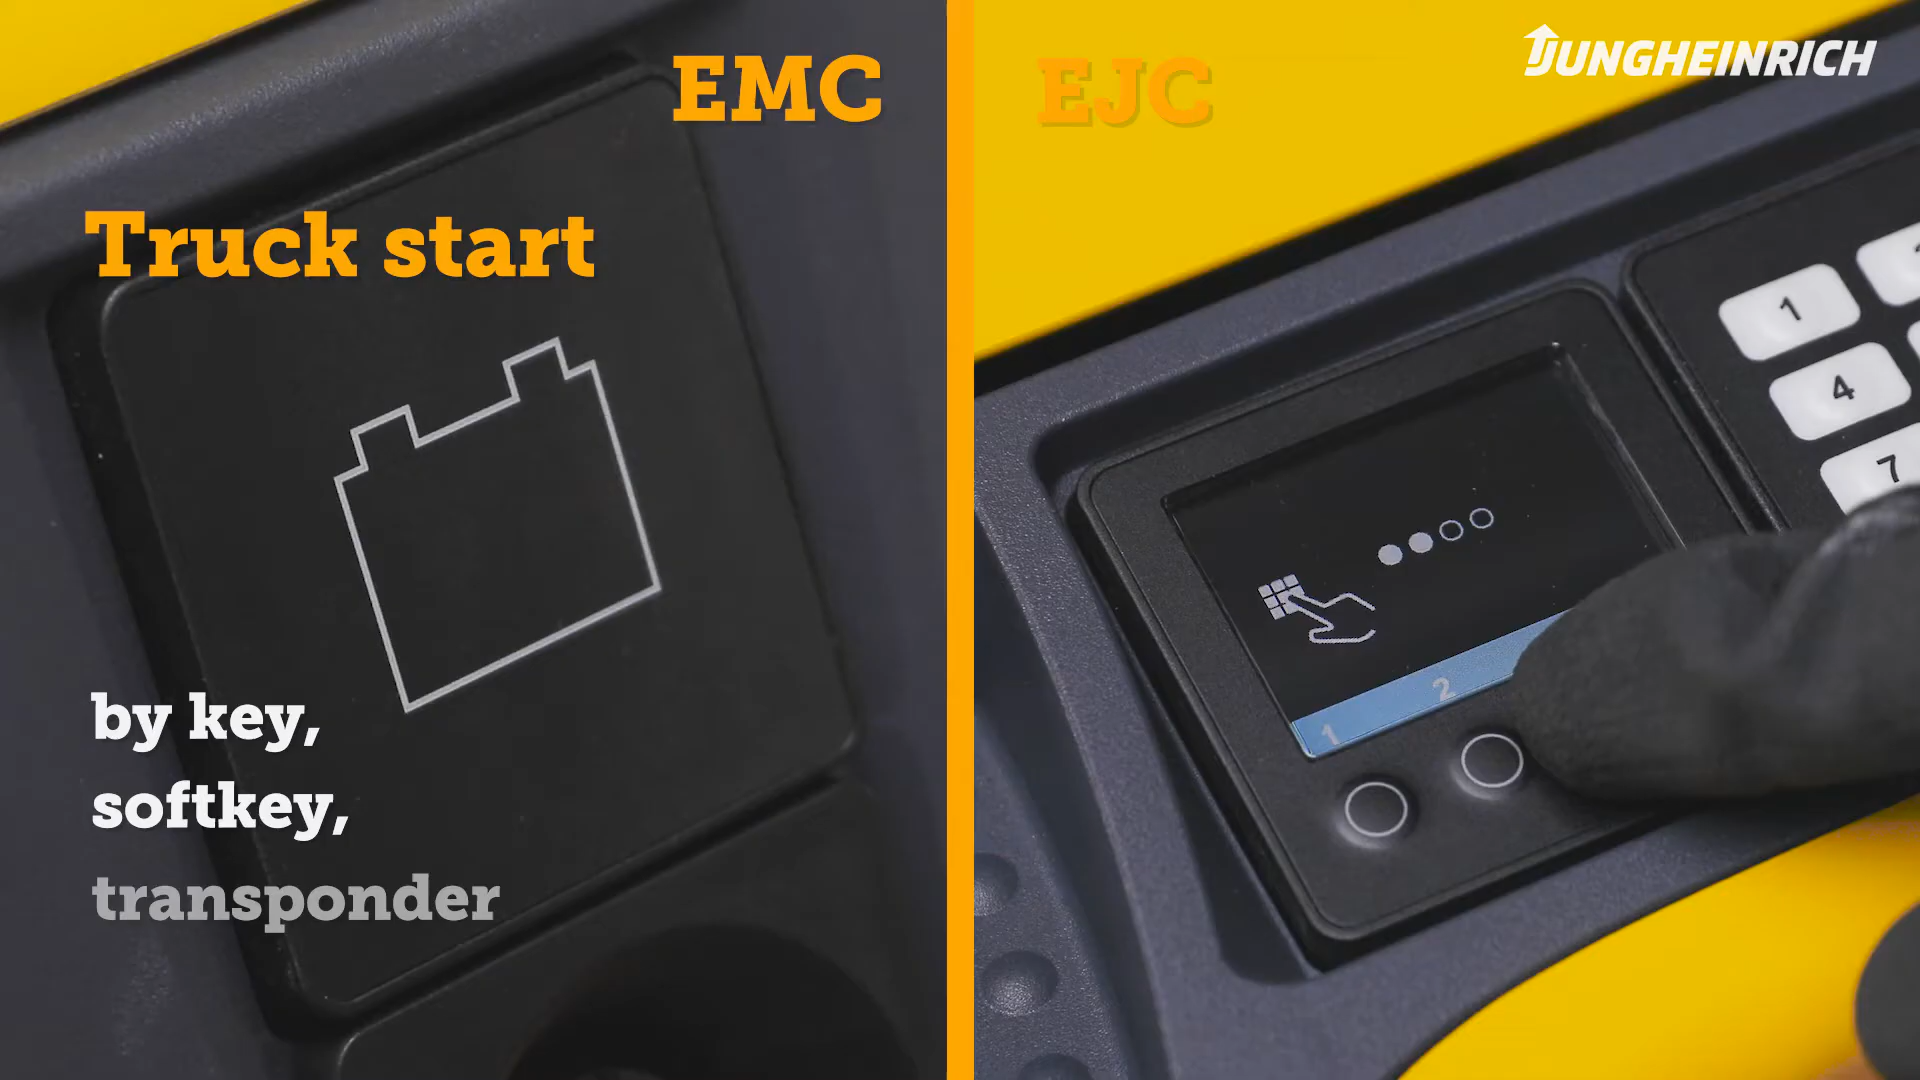 EMC
EJC
JUNGHEINRICH
Truck start
by key,
softkey,
transponder
1
4
7
1 2